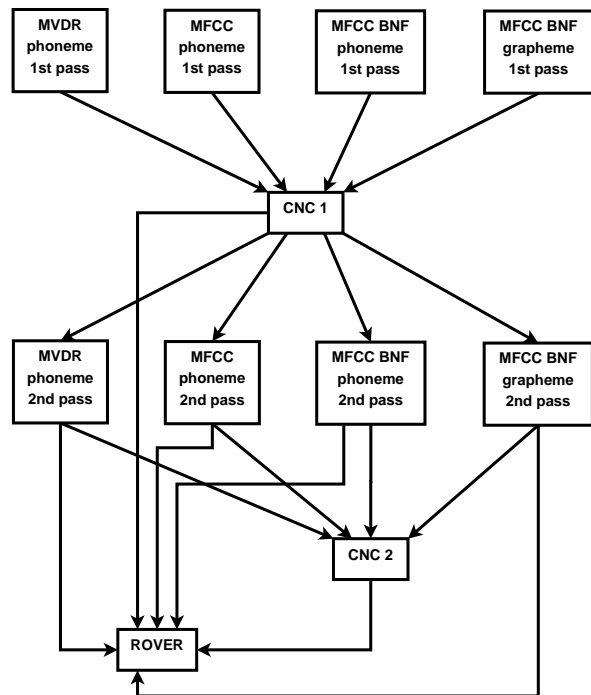 MVDR
phoneme
1st pass
MFCC
phoneme
1st pass
MFCC BNF
phoneme
1st pass
MFCC BNF
grapheme
1st pass
CNC 1
MVDR
phoneme
2nd pass
MFCC
phoneme
2nd pass
MFCC BNF
phoneme
2nd pass
MFCC BNF
grapheme
2nd pass
CNC 2
ROVER